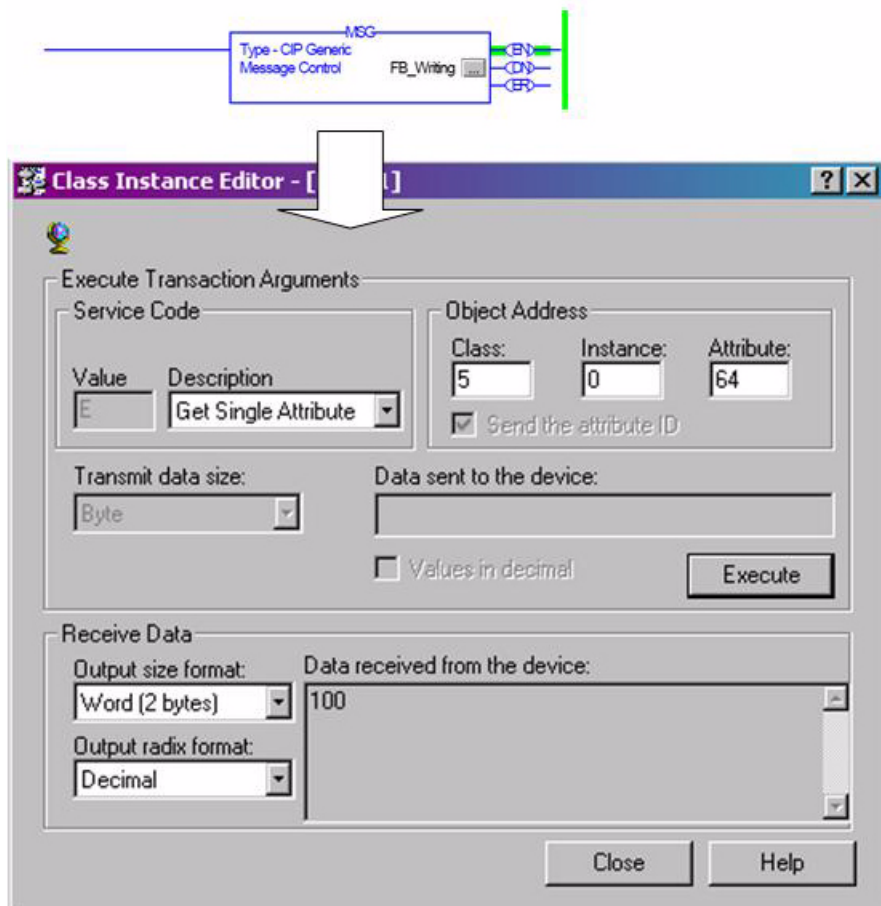 MSG
Type - CIP Generic
Message Control FB_Writing ...
EN
DN
ER
Class Instance Editor - [ 1]
Execute Transaction Arguments
Service Code
Object Address
Class: Instance: Attribute:
5 0 64
Value Description
E Get Single Attribute
Send the attribute ID
Transmit data size: Data sent to the device:
Byte
Values in decimal
Execute
Receive Data
Output size format: Data received from the device:
Word (2 bytes) 100
Output radix format:
Decimal
Close Help